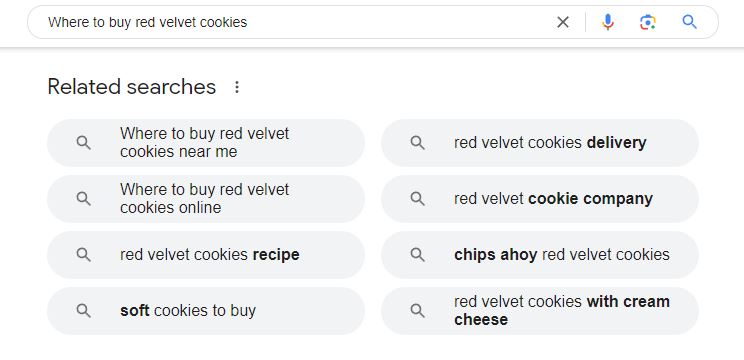 Where to buy red velvet cookies
Related searches
Where to buy red velvet
cookies near me
red velvet cookies delivery
Where to buy red velvet
cookies online
red velvet cookie company
red velvet cookies recipe
chips ahoy red velvet cookies
soft cookies to buy
red velvet cookies with cream
cheese